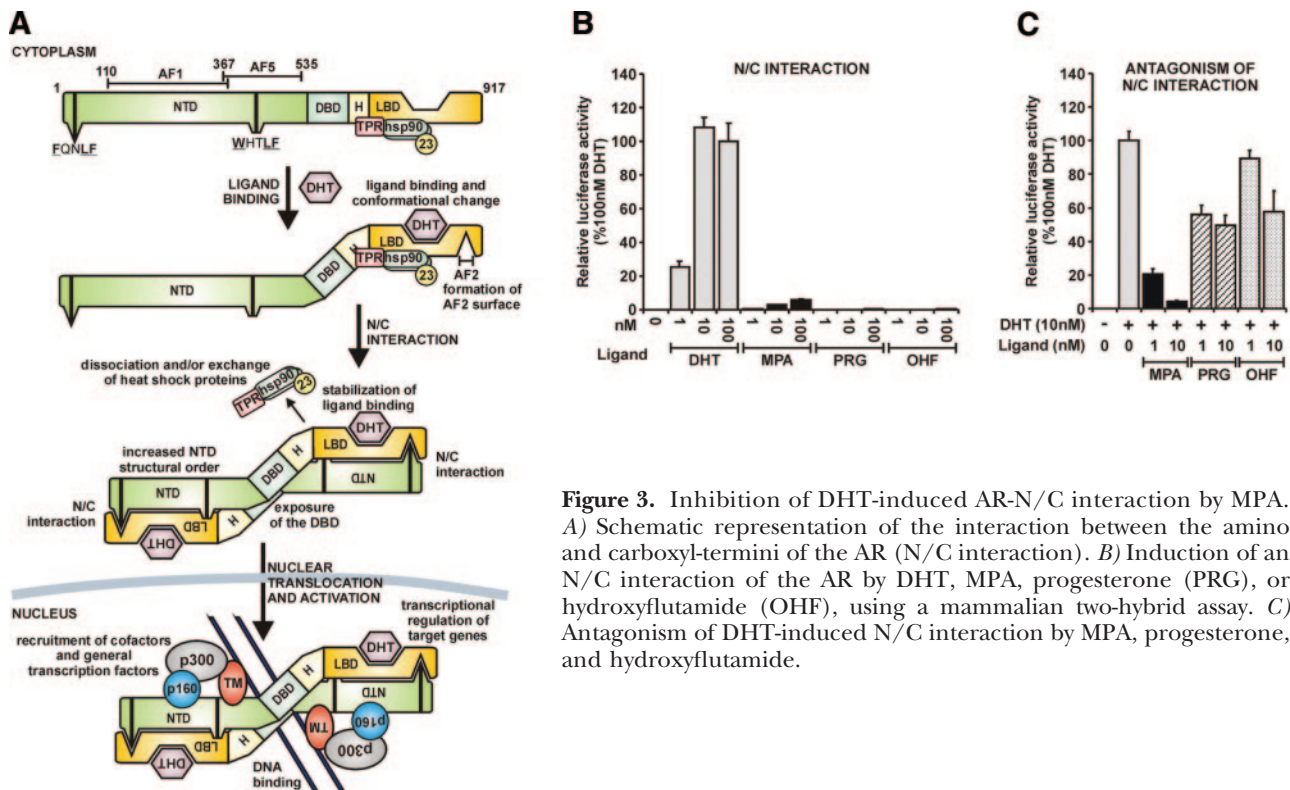 A
CYTOPLASM
110 AF1 367 AF5 535
1 NTD DBD H LBD 917
TPR hsp90 23
FQNLF WHTLF
LIGAND BINDING
DHT
ligand binding and
conformational change
DHT
LBD
H
DBD
TPR hsp90 23
NTD
AF2
formation of
AF2 surface
N/C
INTERACTION
dissociation and/or exchange
of heat shock proteins
TPR hsp90 23
stabilization of
ligand binding
DHT
LBD
H
DBD
NTD
N/C
interaction
increased NTD
structural order
NTD
N/C
interaction
LBD
H
DHT
exposure
of the DBD
NUCLEAR
TRANSLOCATION
AND ACTIVATION
NUCLEUS
recruitment of cofactors
and general
transcription factors
transcriptional
regulation of
target genes
p300
p160
TM
DHT
LBD
H
DBD
NTD
NTD
LBD
H
DHT
TM
p160
p300
DNA
binding
B
N/C INTERACTION
Relative luciferase activity
(%100nM DHT)
140
120
100
80
60
40
20
0
nM 0 1 10 100 1 10 100 1 10 100 1 10 100
Ligand DHT MPA PRG OHF
C
ANTAGONISM OF
N/C INTERACTION
Relative luciferase activity
(%100nM DHT)
140
120
100
80
60
40
20
0
DHT (10nM) - + + + + + + +
Ligand (nM) 0 0 1 10 1 10 1 10
MPA PRG OHF
Figure 3. Inhibition of DHT-induced AR-N/C interaction by MPA.
A) Schematic representation of the interaction between the amino
and carboxyl-termini of the AR (N/C interaction). B) Induction of an
N/C interaction of the AR by DHT, MPA, progesterone (PRG), or
hydroxyflutamide (OHF), using a mammalian two-hybrid assay. C)
Antagonism of DHT-induced N/C interaction by MPA, progesterone,
and hydroxyflutamide.